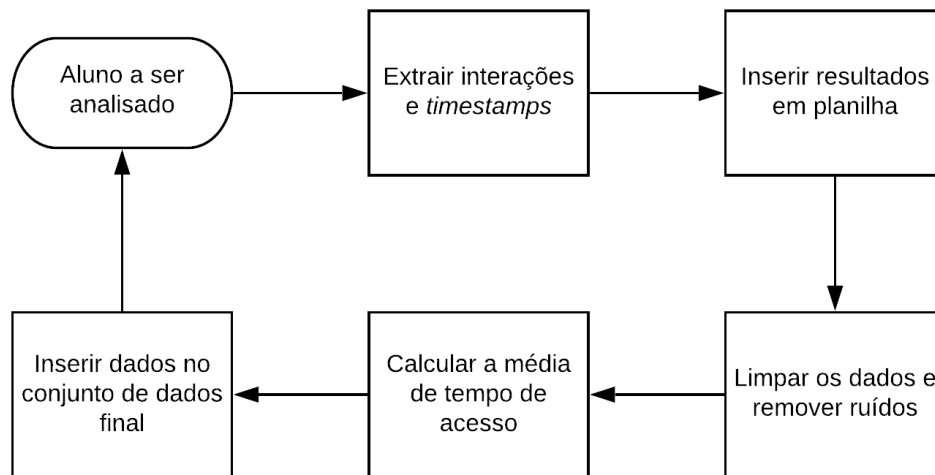 Aluno a ser
analisado
Extrair interações
e timestamps
Inserir resultados
em planilha
Limpar os dados e
remover ruídos
Calcular a média
de tempo de
acesso
Inserir dados no
conjunto de dados
final